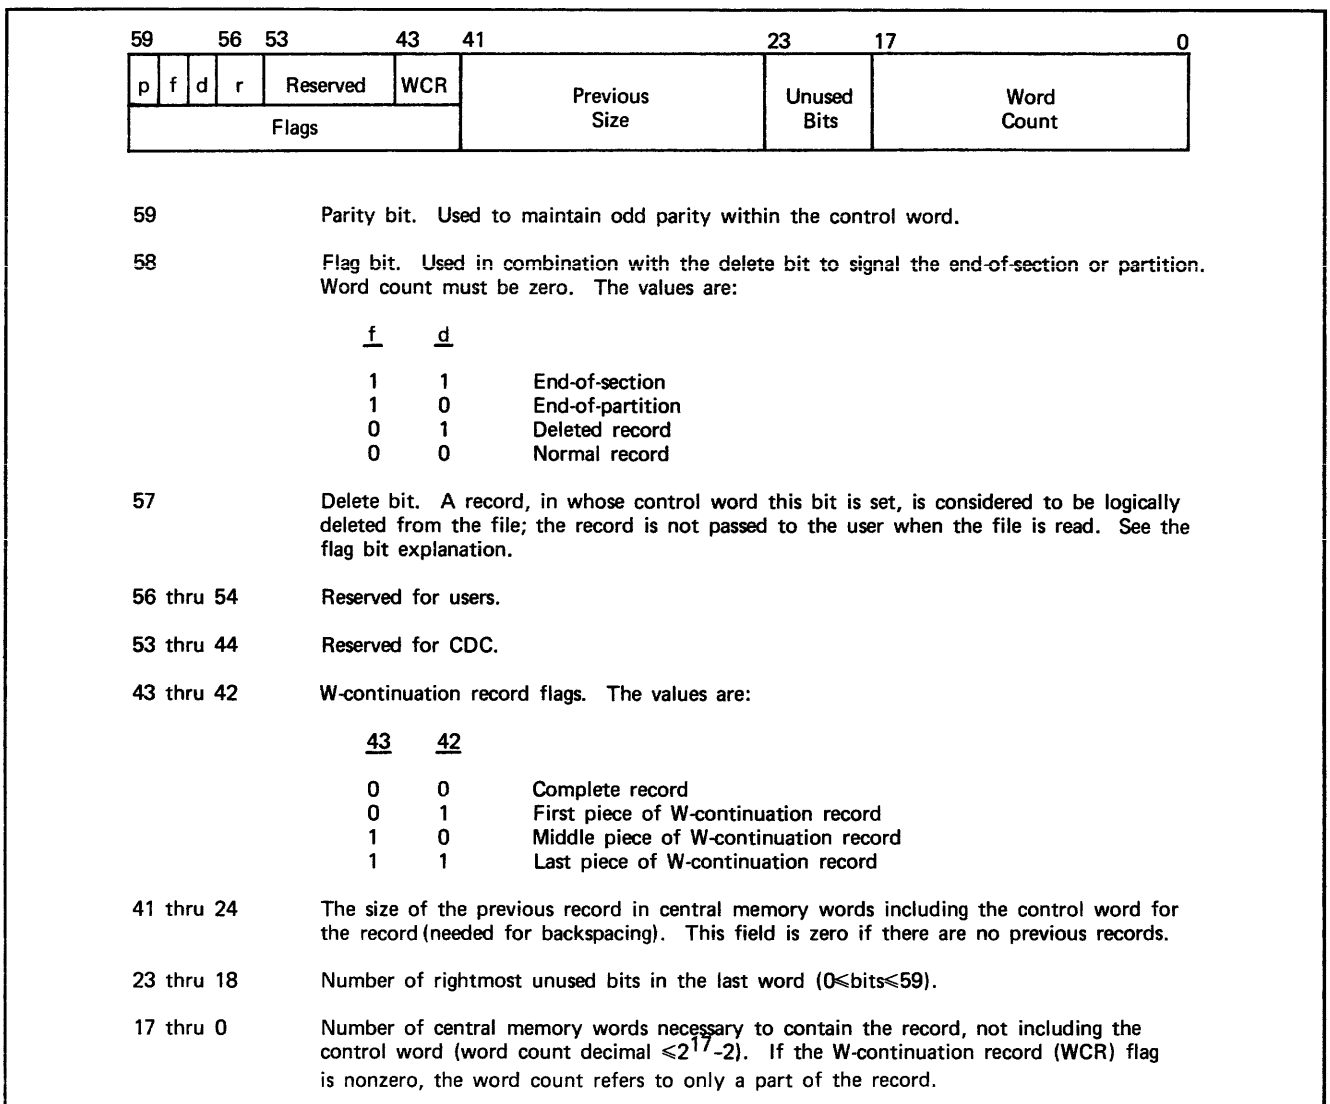 59 56 53 43 41 23 17 0
p f d r Reserved WCR Previous Size Unused Bits Word Count
Flags
59 Parity bit. Used to maintain odd parity within the control word.
58 Flag bit. Used in combination with the delete bit to signal the end-of-section or partition.
Word count must be zero. The values are:
f d
1 1 End-of-section
1 0 End-of-partition
0 1 Deleted record
0 0 Normal record
57 Delete bit. A record, in whose control word this bit is set, is considered to be logically
deleted from the file; the record is not passed to the user when the file is read. See the
flag bit explanation.
56 thru 54 Reserved for users.
53 thru 44 Reserved for CDC.
43 thru 42 W-continuation record flags. The values are:
43 42
0 0 Complete record
0 1 First piece of W-continuation record
1 0 Middle piece of W-continuation record
1 1 Last piece of W-continuation record
41 thru 24 The size of the previous record in central memory words including the control word for
the record (needed for backspacing). This field is zero if there are no previous records.
23 thru 18 Number of rightmost unused bits in the last word (0⩽bits⩽59).
17 thru 0 Number of central memory words necessary to contain the record, not including the
control word (word count decimal ⩽2¹⁷-2). If the W-continuation record (WCR) flag
is nonzero, the word count refers to only a part of the record.